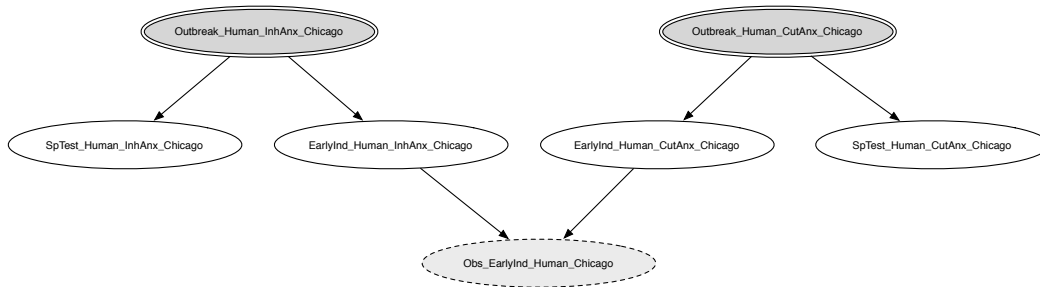 Outbreak_Human_InhAnx_Chicago
Outbreak_Human_CutAnx_Chicago
SpTest_Human_InhAnx_Chicago
EarlyInd_Human_InhAnx_Chicago
EarlyInd_Human_CutAnx_Chicago
SpTest_Human_CutAnx_Chicago
Obs_EarlyInd_Human_Chicago